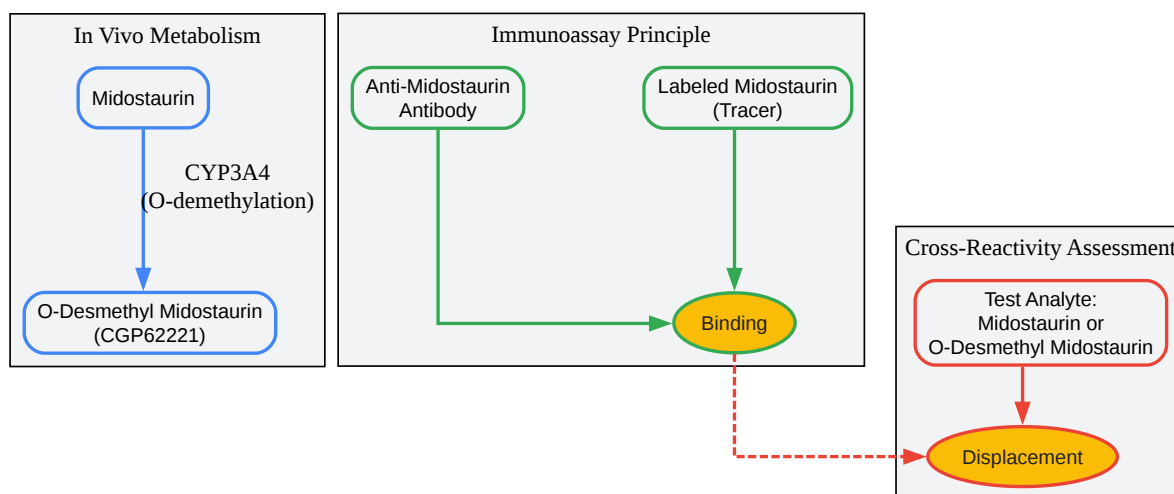 In Vivo Metabolism
Midostaurin
CYP3A4
(O-demethylation)
O-Desmethyl Midostaurin
(CGP62221)
Immunoassay Principle
Anti-Midostaurin
Antibody
Labeled Midostaurin
(Tracer)
Binding
Cross-Reactivity Assessment
Test Analyte:
Midostaurin or
O-Desmethyl Midostaurin
Displacement